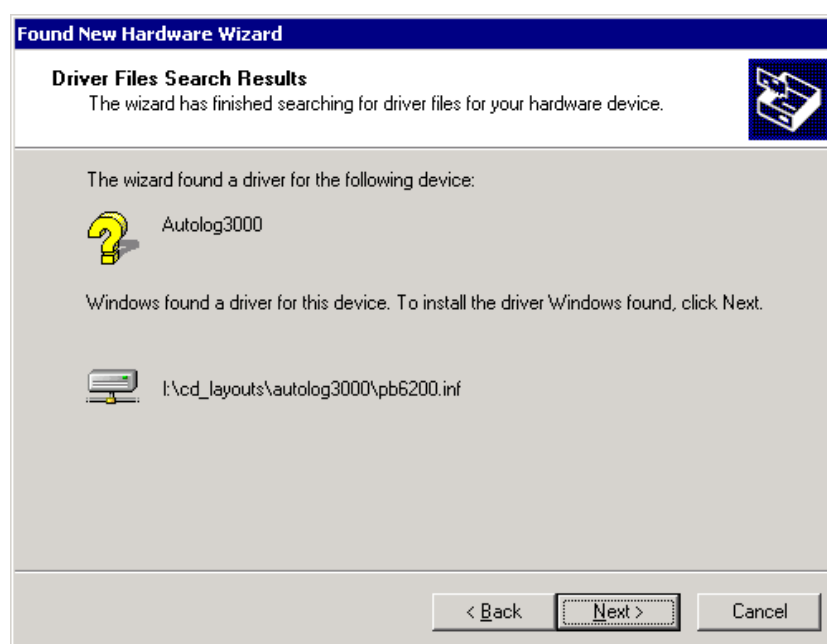 Found New Hardware Wizard
Driver Files Search Results
The wizard has finished searching for driver files for your hardware device.
The wizard found a driver for the following device:
Autolog3000
Windows found a driver for this device. To install the driver Windows found, click Next.
I:\cd_layouts\autolog3000\pb6200.inf
< Back
Next >
Cancel